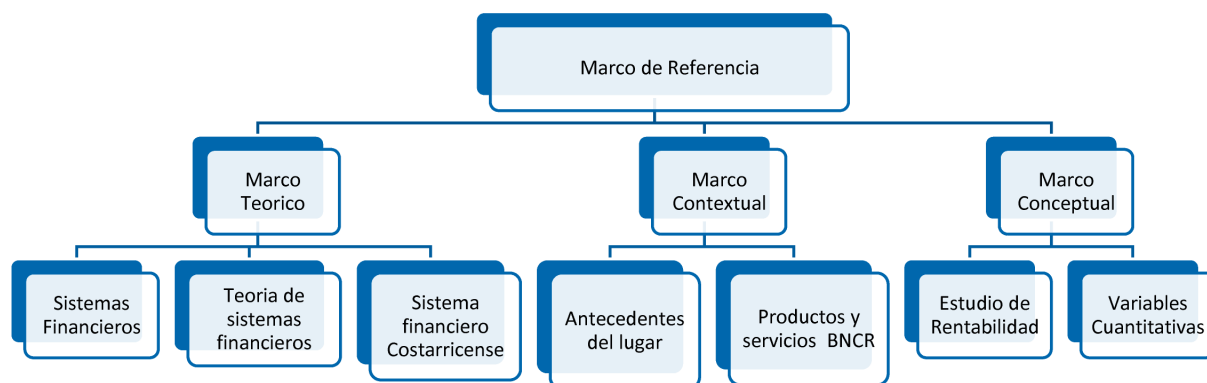 Marco de Referencia
Marco
Teorico
Marco
Contextual
Marco
Conceptual
Sistemas
Financieros
Teoria de
sistemas
financieros
Sistema
financiero
Costarricense
Antecedentes
del lugar
Productos y
servicios BNCR
Estudio de
Rentabilidad
Variables
Cuantitativas